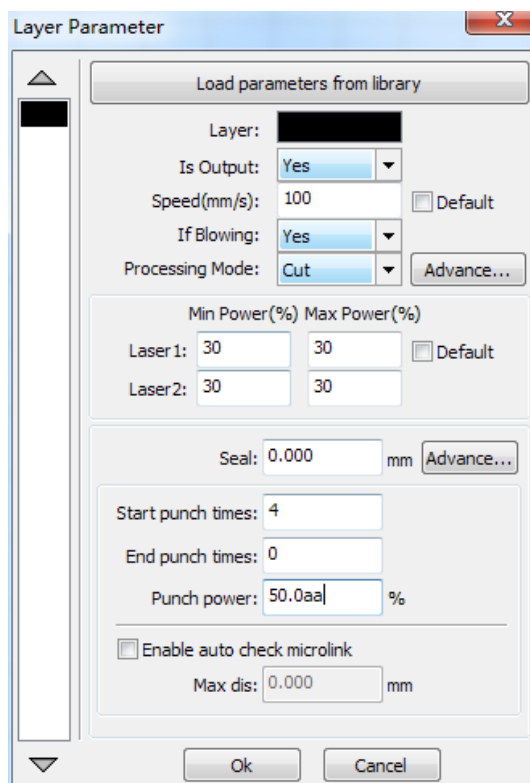 Layer Parameter
Load parameters from library
Layer:
Is Output: Yes
Speed(mm/s): 100 Default
If Blowing: Yes
Processing Mode: Cut Advance...
Min Power(%) Max Power(%)
Laser1: 30 30 Default
Laser2: 30 30
Seal: 0.000 mm Advance...
Start punch times: 4
End punch times: 0
Punch power: 50.0aa %
Enable auto check microlink
Max dis: 0.000 mm
Ok Cancel